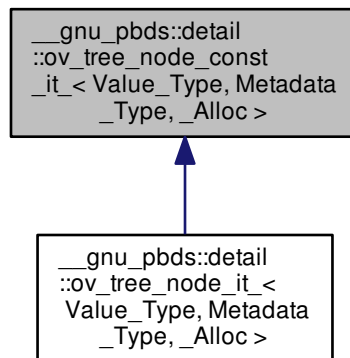 __gnu_pbds::detail
::ov_tree_node_const
_it_< Value_Type, Metadata
_Type, _Alloc >
__gnu_pbds::detail
::ov_tree_node_it_<
Value_Type, Metadata
_Type, _Alloc >